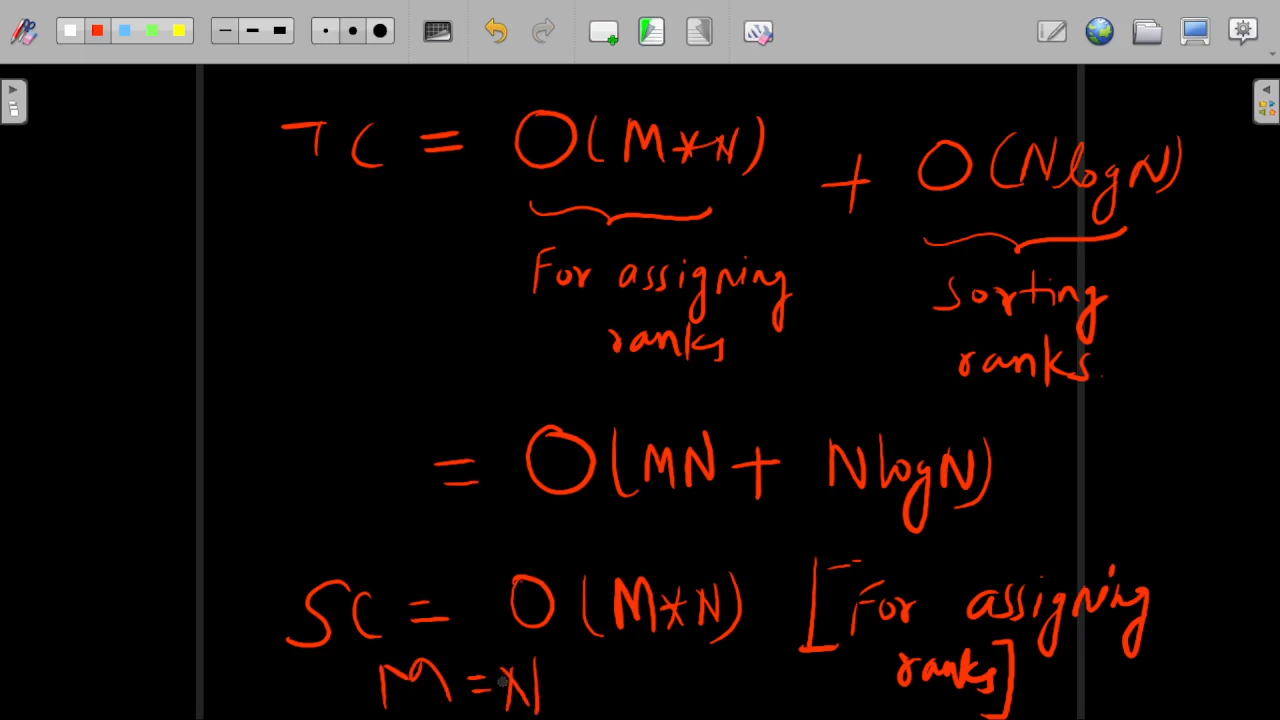 TC = O(M*N) + O(NlogN)
For assigning ranks
Sorting ranks.
= O(MN + NlogN)
SC = O(M*N) [For assigning ranks]
M = N